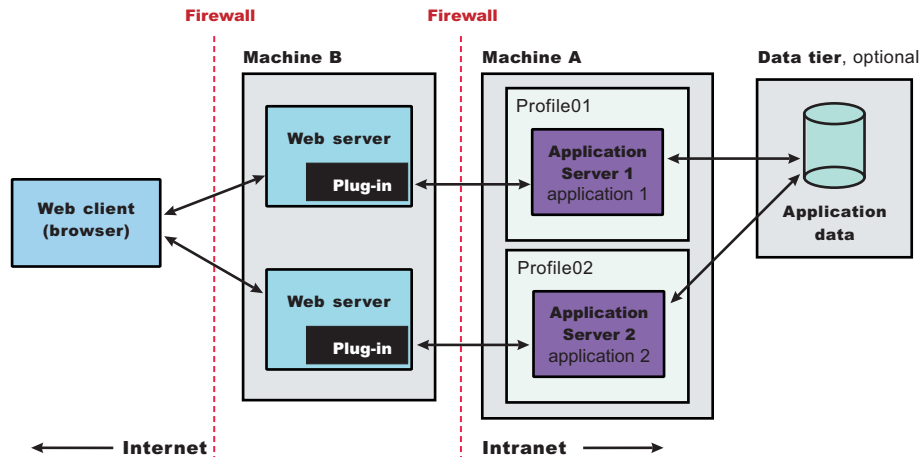 Firewall
Firewall
Machine B
Machine A
Data tier, optional
Profile01
Web server
Plug-in
Application
Server 1
application 1
Web client
(browser)
Application
data
Profile02
Web server
Plug-in
Application
Server 2
application 2
Internet
Intranet